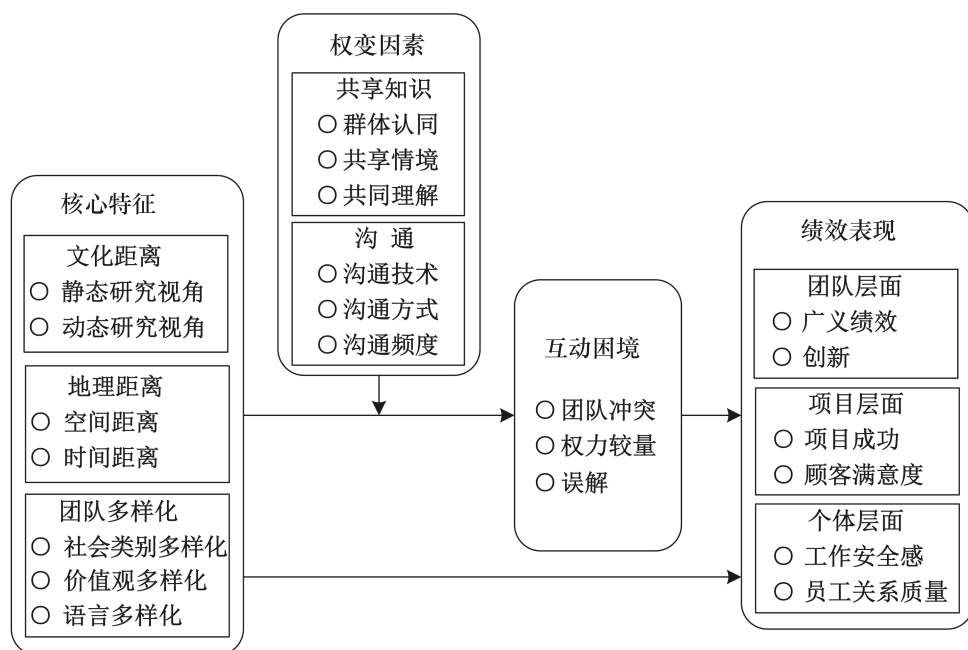 权变因素
共享知识
○ 群体认同
○ 共享情境
○ 共同理解
沟 通
○ 沟通技术
○ 沟通方式
○ 沟通频度
核心特征
文化距离
○ 静态研究视角
○ 动态研究视角
地理距离
○ 空间距离
○ 时间距离
团队多样化
○ 社会类别多样化
○ 价值观多样化
○ 语言多样化
互动困境
○ 团队冲突
○ 权力较量
○ 误解
绩效表现
团队层面
○ 广义绩效
○ 创新
项目层面
○ 项目成功
○ 顾客满意度
个体层面
○ 工作安全感
○ 员工关系质量